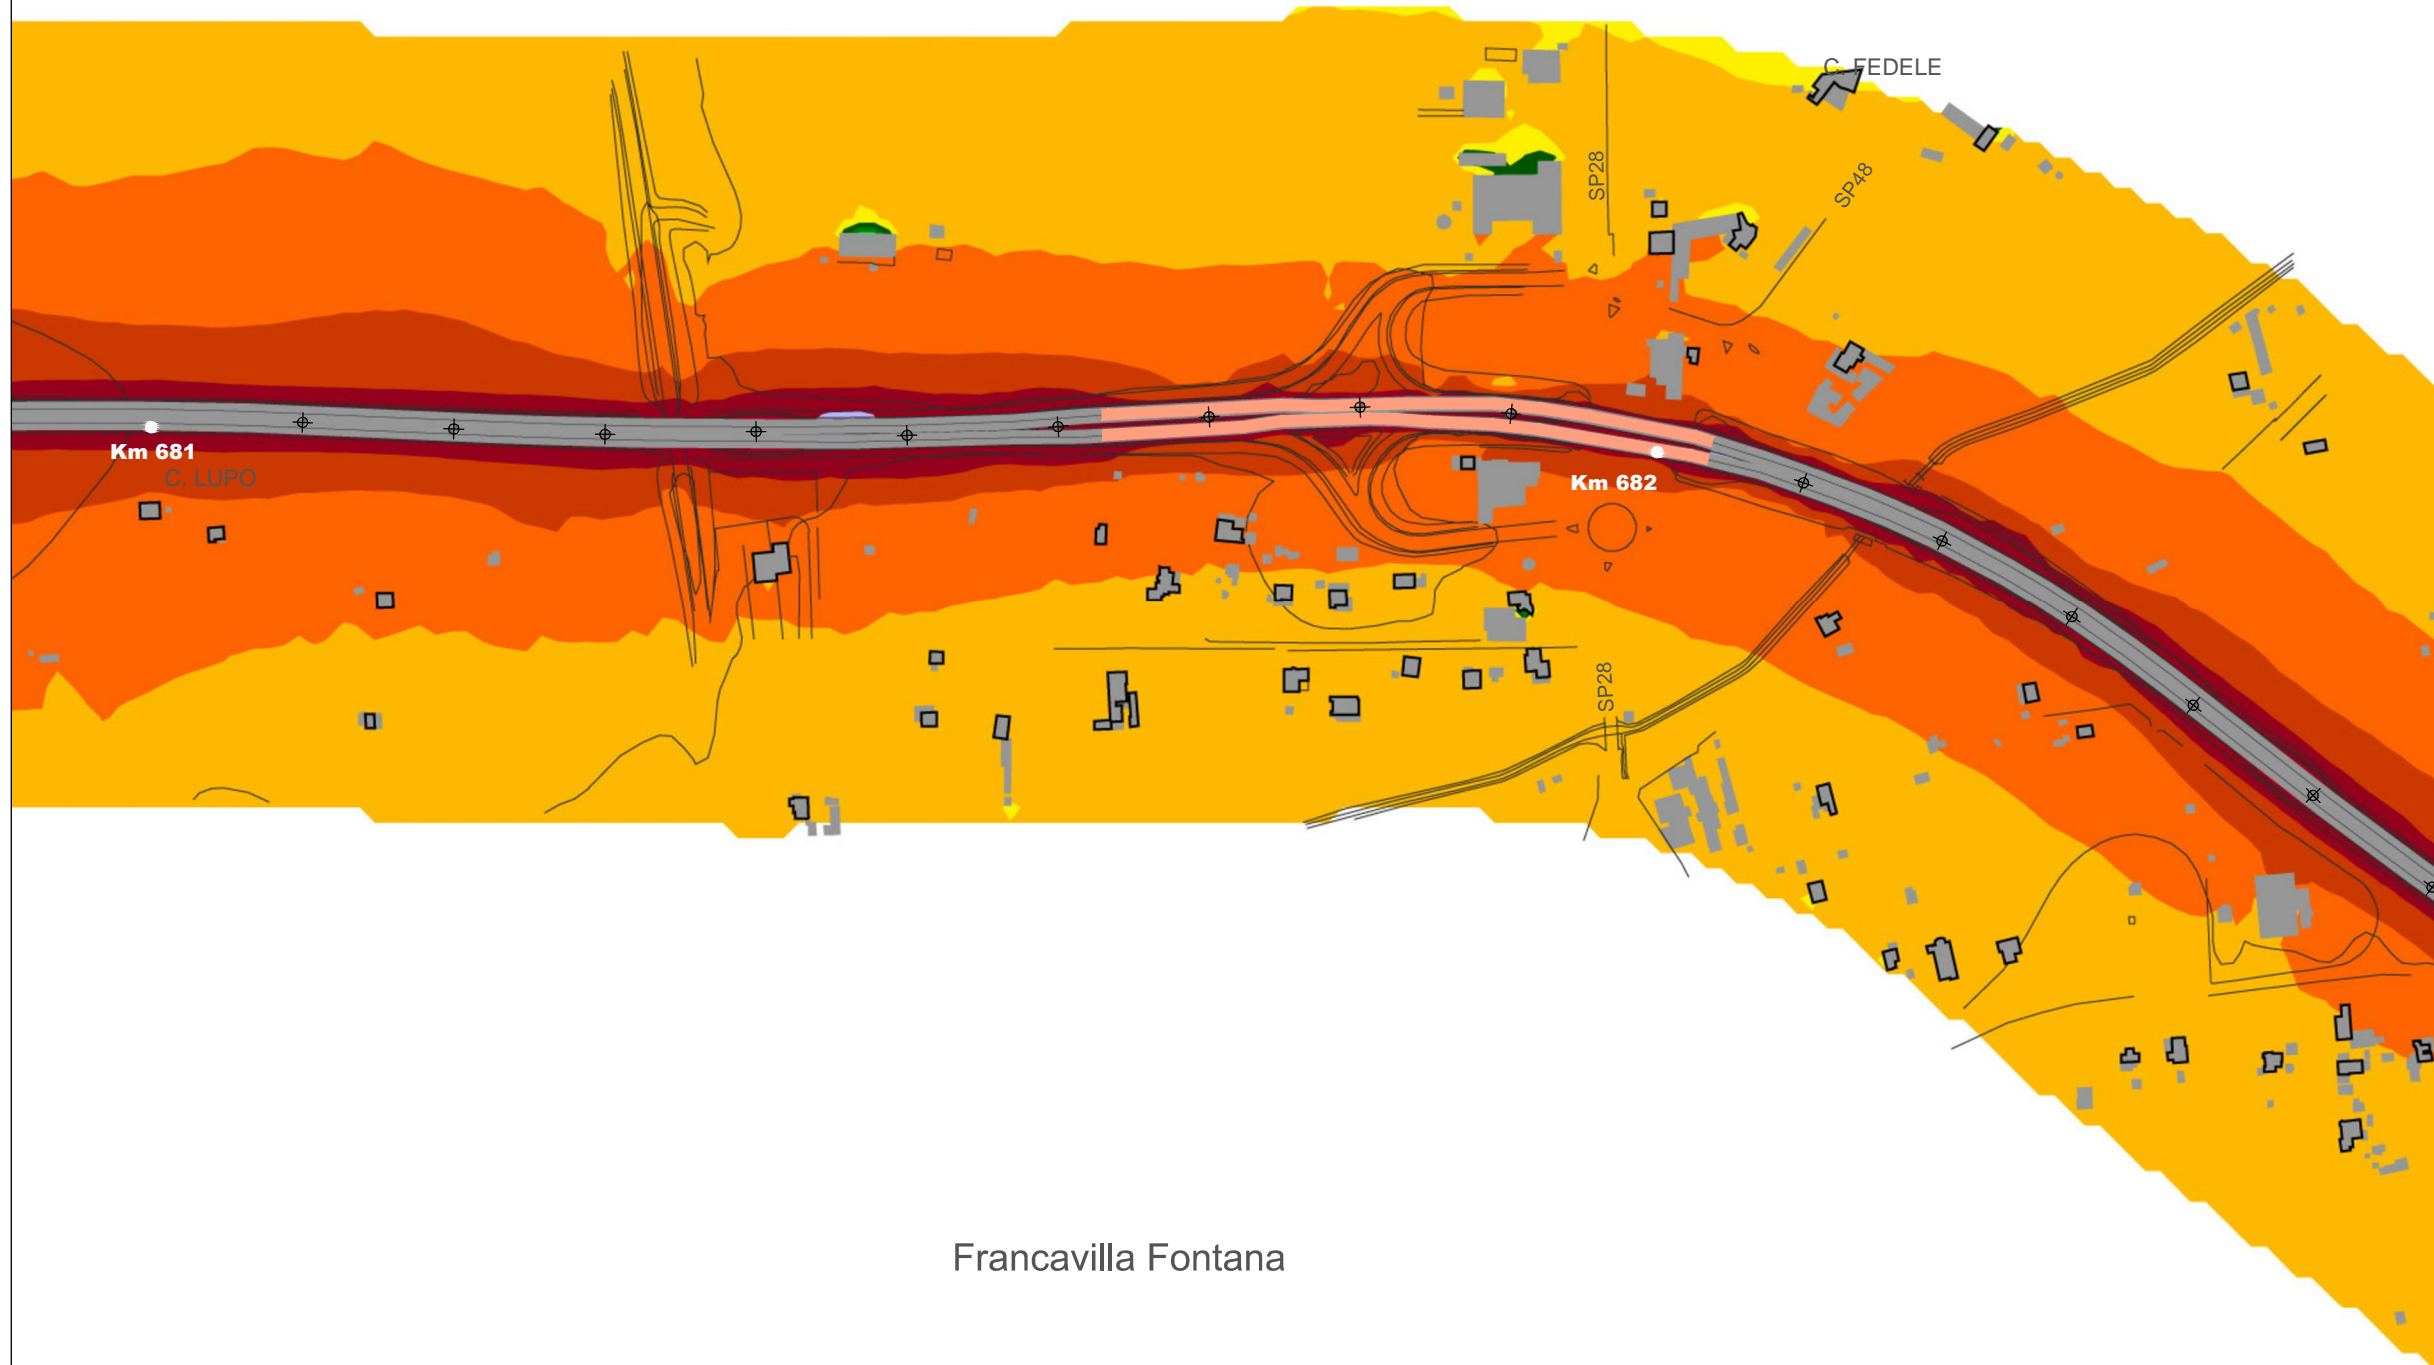 C. FEDELE
SP28
SP48
Km 681
C. LUPO
Km 682
SP28
Francavilla Fontana